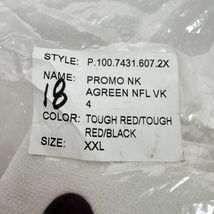 STYLE: P.100.7431.607.2X
NAME: PROMO NK
18 AGREEN NFL VK
4
COLOR: TOUGH RED/TOUGH
RED/BLACK
SIZE: XXL